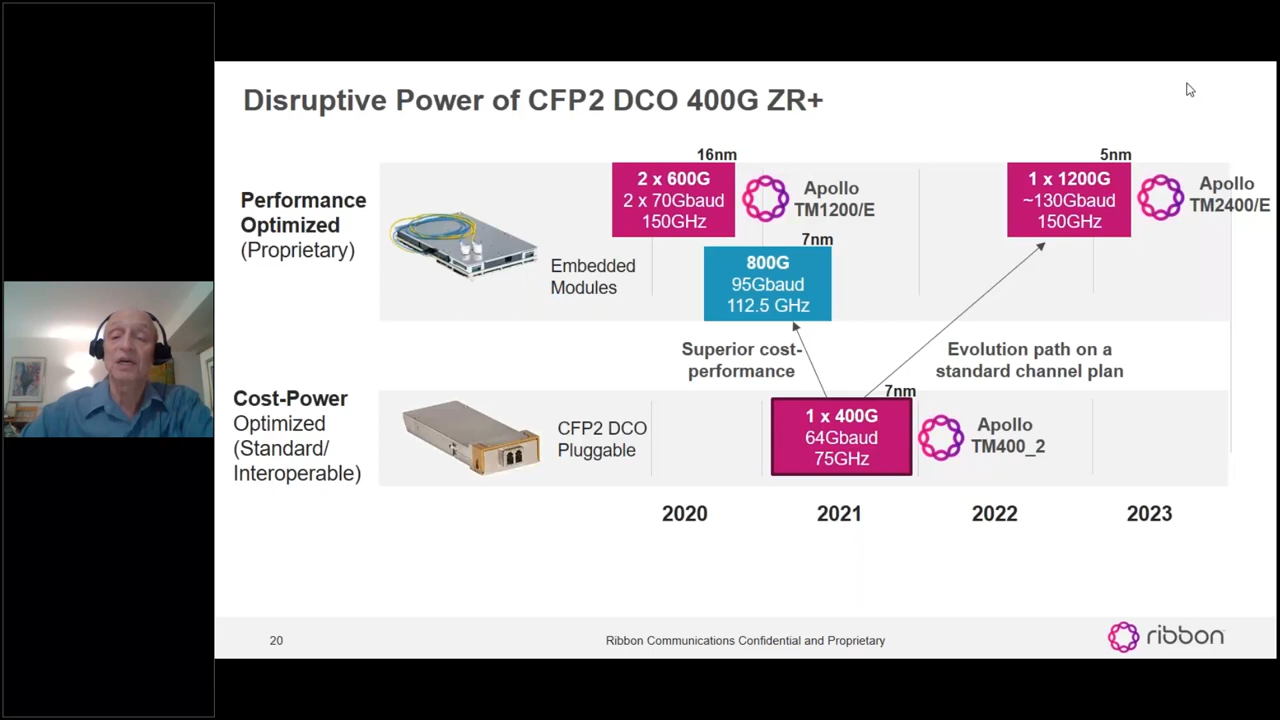 Disruptive Power of CFP2 DCO 400G ZR+
Performance
Optimized
(Proprietary)
Embedded
Modules
16nm
2 x 600G
2 x 70Gbaud
150GHz
Apollo
TM1200/E
7nm
800G
95Gbaud
112.5 GHz
5nm
1 x 1200G
~130Gbaud
150GHz
Apollo
TM2400/E
Superior cost-
performance
Evolution path on a
standard channel plan
Cost-Power
Optimized
(Standard/
Interoperable)
CFP2 DCO
Pluggable
7nm
1 x 400G
64Gbaud
75GHz
Apollo
TM400_2
2020
2021
2022
2023
20
Ribbon Communications Confidential and Proprietary
ribbon